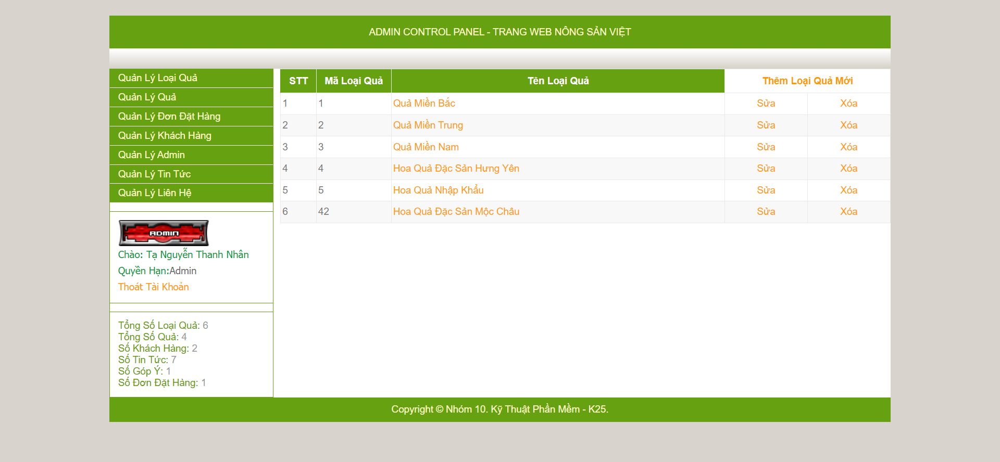 ADMIN CONTROL PANEL - TRANG WEB NÔNG SẢN VIỆT
Quản Lý Loại Quả
Quản Lý Quả
Quản Lý Đơn Đặt Hàng
Quản Lý Khách Hàng
Quản Lý Admin
Quản Lý Tin Tức
Quản Lý Liên Hệ
ADMIN
Chào: Tạ Nguyễn Thanh Nhân
Quyền Hạn:Admin
Thoát Tài Khoản
Tổng Số Loại Quả: 6
Tổng Số Quả: 4
Số Khách Hàng: 2
Số Tin Tức: 7
Số Góp Ý: 1
Số Đơn Đặt Hàng: 1
STT Mã Loại Quả Tên Loại Quả Thêm Loại Quả Mới
1 1 Quả Miền Bắc Sửa Xóa
2 2 Quả Miền Trung Sửa Xóa
3 3 Quả Miền Nam Sửa Xóa
4 4 Hoa Quả Đặc Sản Hưng Yên Sửa Xóa
5 5 Hoa Quả Nhập Khẩu Sửa Xóa
6 42 Hoa Quả Đặc Sản Mộc Châu Sửa Xóa
Copyright © Nhóm 10. Kỹ Thuật Phần Mềm - K25.